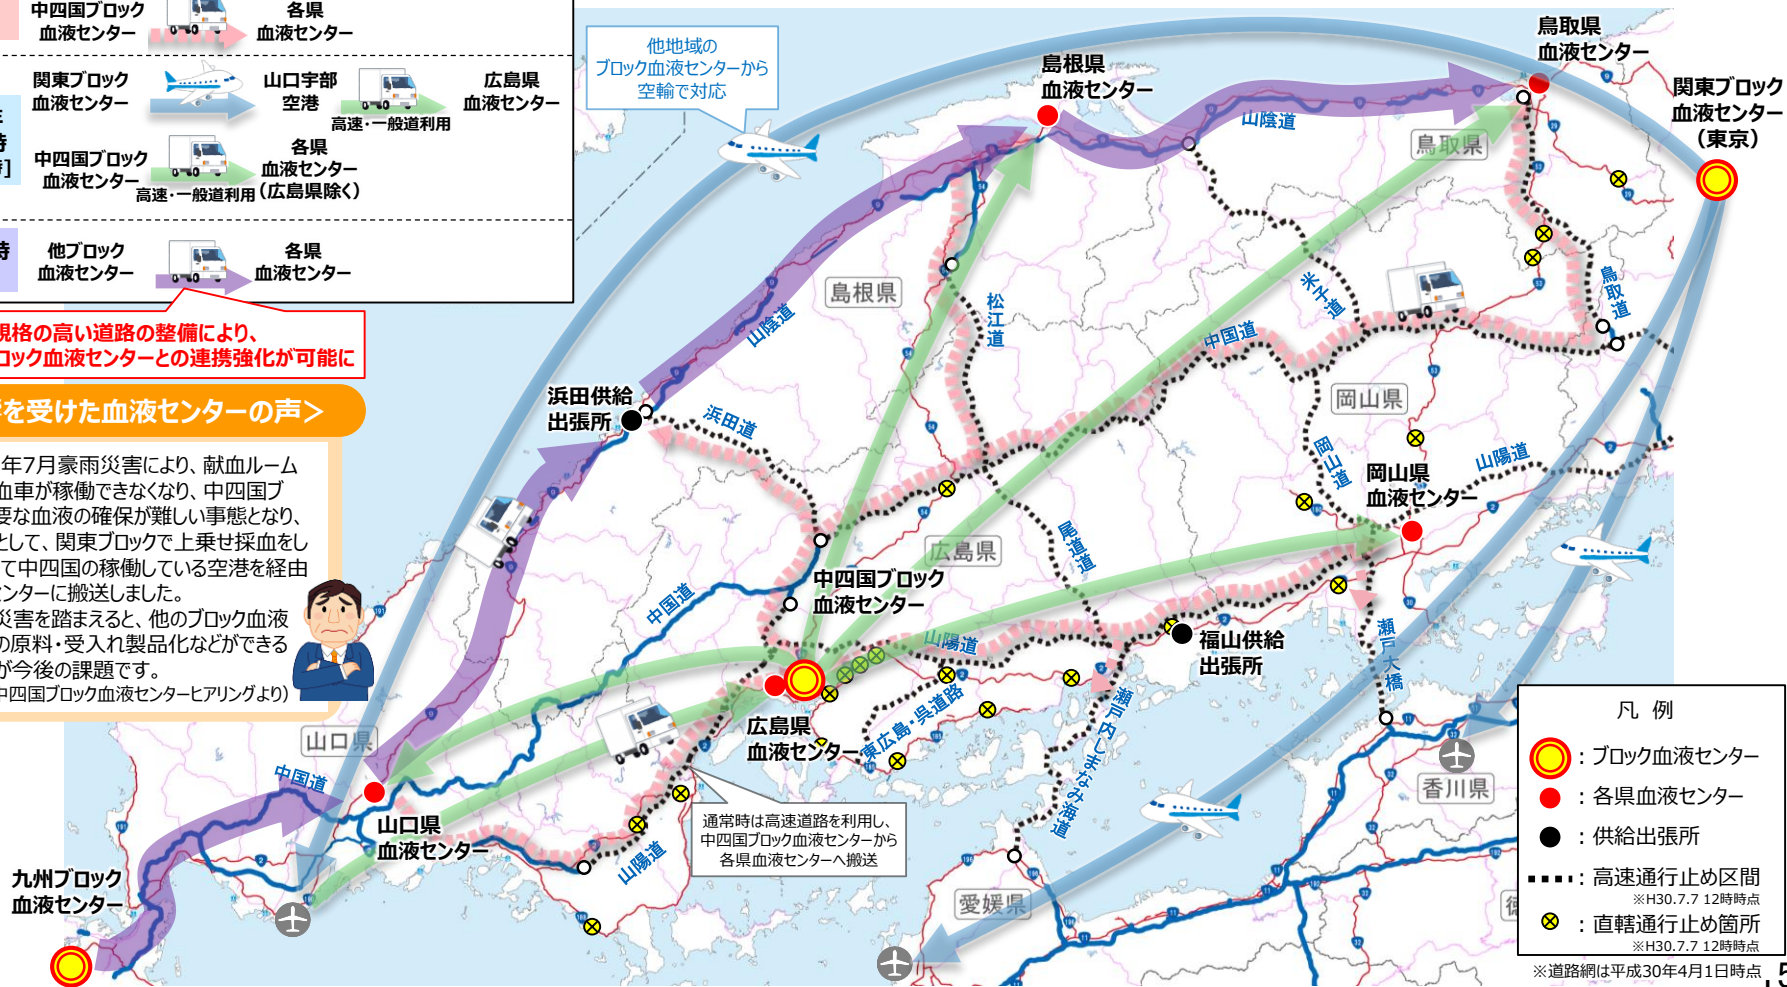 中四国ブロック
血液センター
各県
血液センター
関東ブロック
血液センター
山口宇部
空港
広島県
血液センター
高速・一般道利用
時
]
中四国ブロック
血液センター
高速・一般道利用
各県
血液センター
(広島県除く)
時
他ブロック
血液センター
各県
血液センター
規格の高い道路の整備により、
ロック血液センターとの連携強化が可能に
を受けた血液センターの声＞
年7月豪雨災害により、献血ルーム
血車が稼働できなくなり、中四国ブ
要な血液の確保が難しい事態となり、
として、関東ブロックで上乗せ採血をし
て中四国の稼働している空港を経由
センターに搬送しました。
災害を踏まえると、他のブロック血液
の原料・受入れ製品化などができる
が今後の課題です。
中四国ブロック血液センターヒアリングより)
他地域の
ブロック血液センターから
空輸で対応
島根県
血液センター
鳥取県
血液センター
関東ブロック
血液センター
(東京)
山陰道
鳥取県
島根県
松江道
米子道
鳥取道
山陰道
中国道
浜田供給
出張所
浜田道
岡山県
岡山道
岡山県
血液センター
山陽道
広島県
尾道道
中四国ブロック
血液センター
中国道
山陽道
福山供給
出張所
瀬戸大橋
広島県
血液センター
東広島・呉道路
瀬戸内しまなみ海道
山口県
中国道
山口県
血液センター
山陽道
通常時は高速道路を利用し、
中四国ブロック血液センターから
各県血液センターへ搬送
九州ブロック
血液センター
愛媛県
香川県
徳
凡 例
：ブロック血液センター
：各県血液センター
：供給出張所
：高速通行止め区間
※H30.7.7 12時時点
：直轄通行止め箇所
※H30.7.7 12時時点
※道路網は平成30年4月1日時点